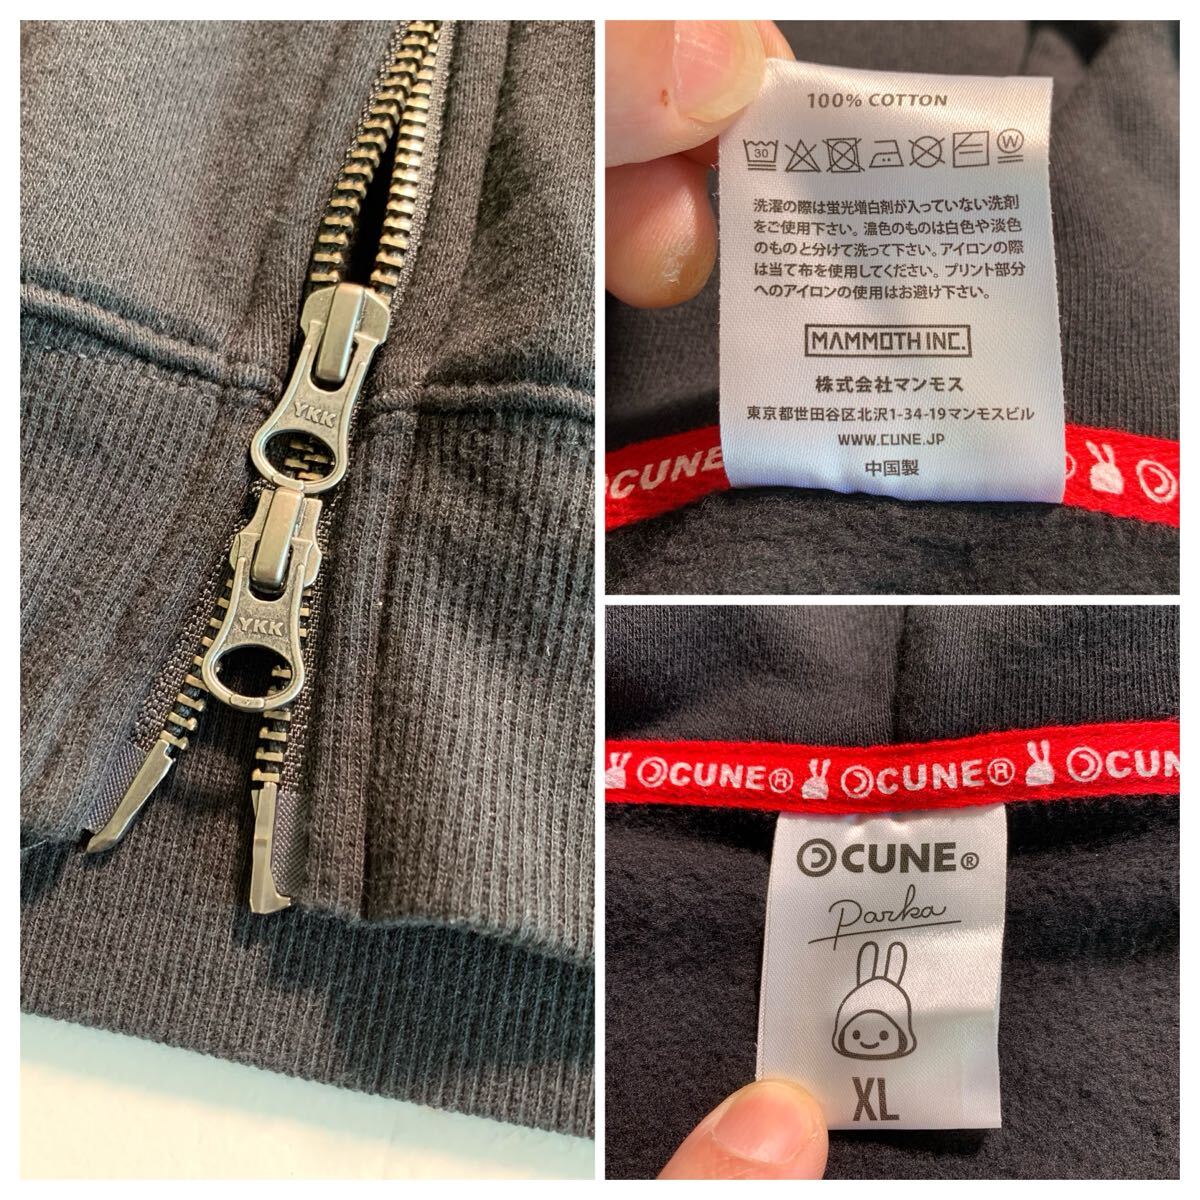 YKK
YKK
100% COTTON
30
W
洗濯の際は蛍光増白剤が入っていない洗剤
をご使用下さい。濃色のものは白色や淡色
のものと分けて洗って下さい。アイロンの際
は当て布を使用してください。プリント部分
へのアイロンの使用はお避け下さい。
MAMMOTH INC.
株式会社マンモス
東京都世田谷区北沢1-34-19マンモスビル
WWW.CUNE.JP
中国製
CUNE
CUNE® CUNE® CUN
CUNE®
Parka
XL